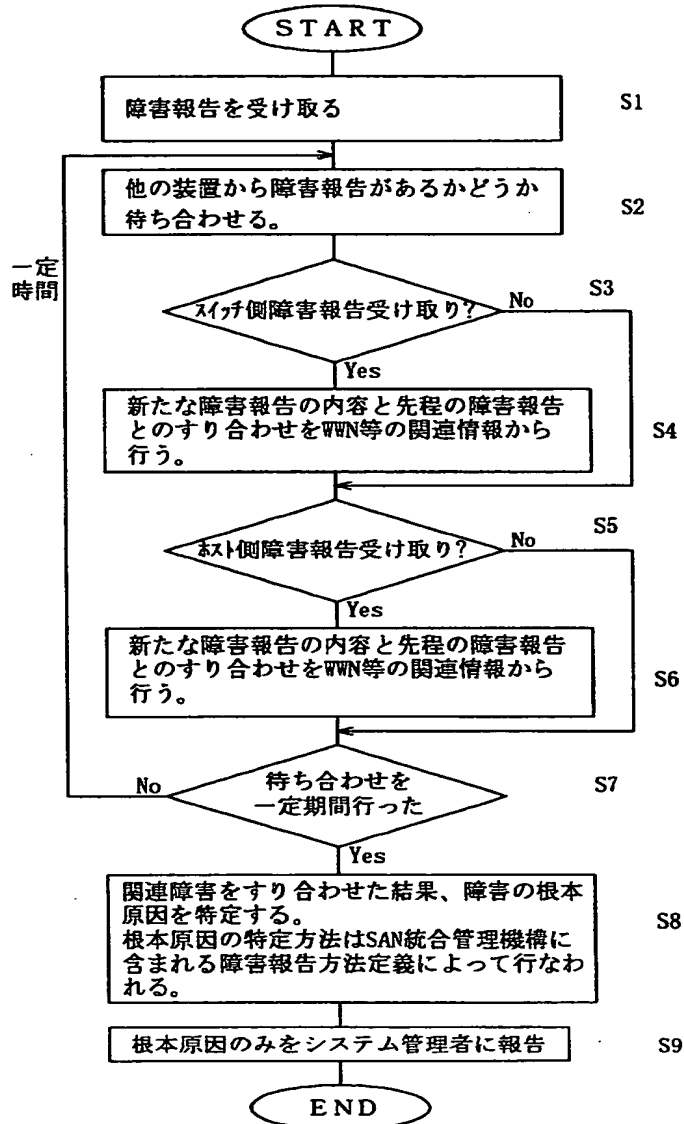 START
障害報告を受け取る
S1
他の装置から障害報告があるかどうか
待ち合わせる。
S2
一定
時間
スイッチ側障害報告受け取り?
No
S3
Yes
新たな障害報告の内容と先程の障害報告
とのすり合わせをWWN等の関連情報から
行う。
S4
ホスト側障害報告受け取り?
No
S5
Yes
新たな障害報告の内容と先程の障害報告
とのすり合わせをWWN等の関連情報から
行う。
S6
待ち合わせを
一定期間行った
No
S7
Yes
関連障害をすり合わせた結果、障害の根本
原因を特定する。
根本原因の特定方法はSAN統合管理機構に
含まれる障害報告方法定義によって行なわ
れる。
S8
根本原因のみをシステム管理者に報告
S9
END